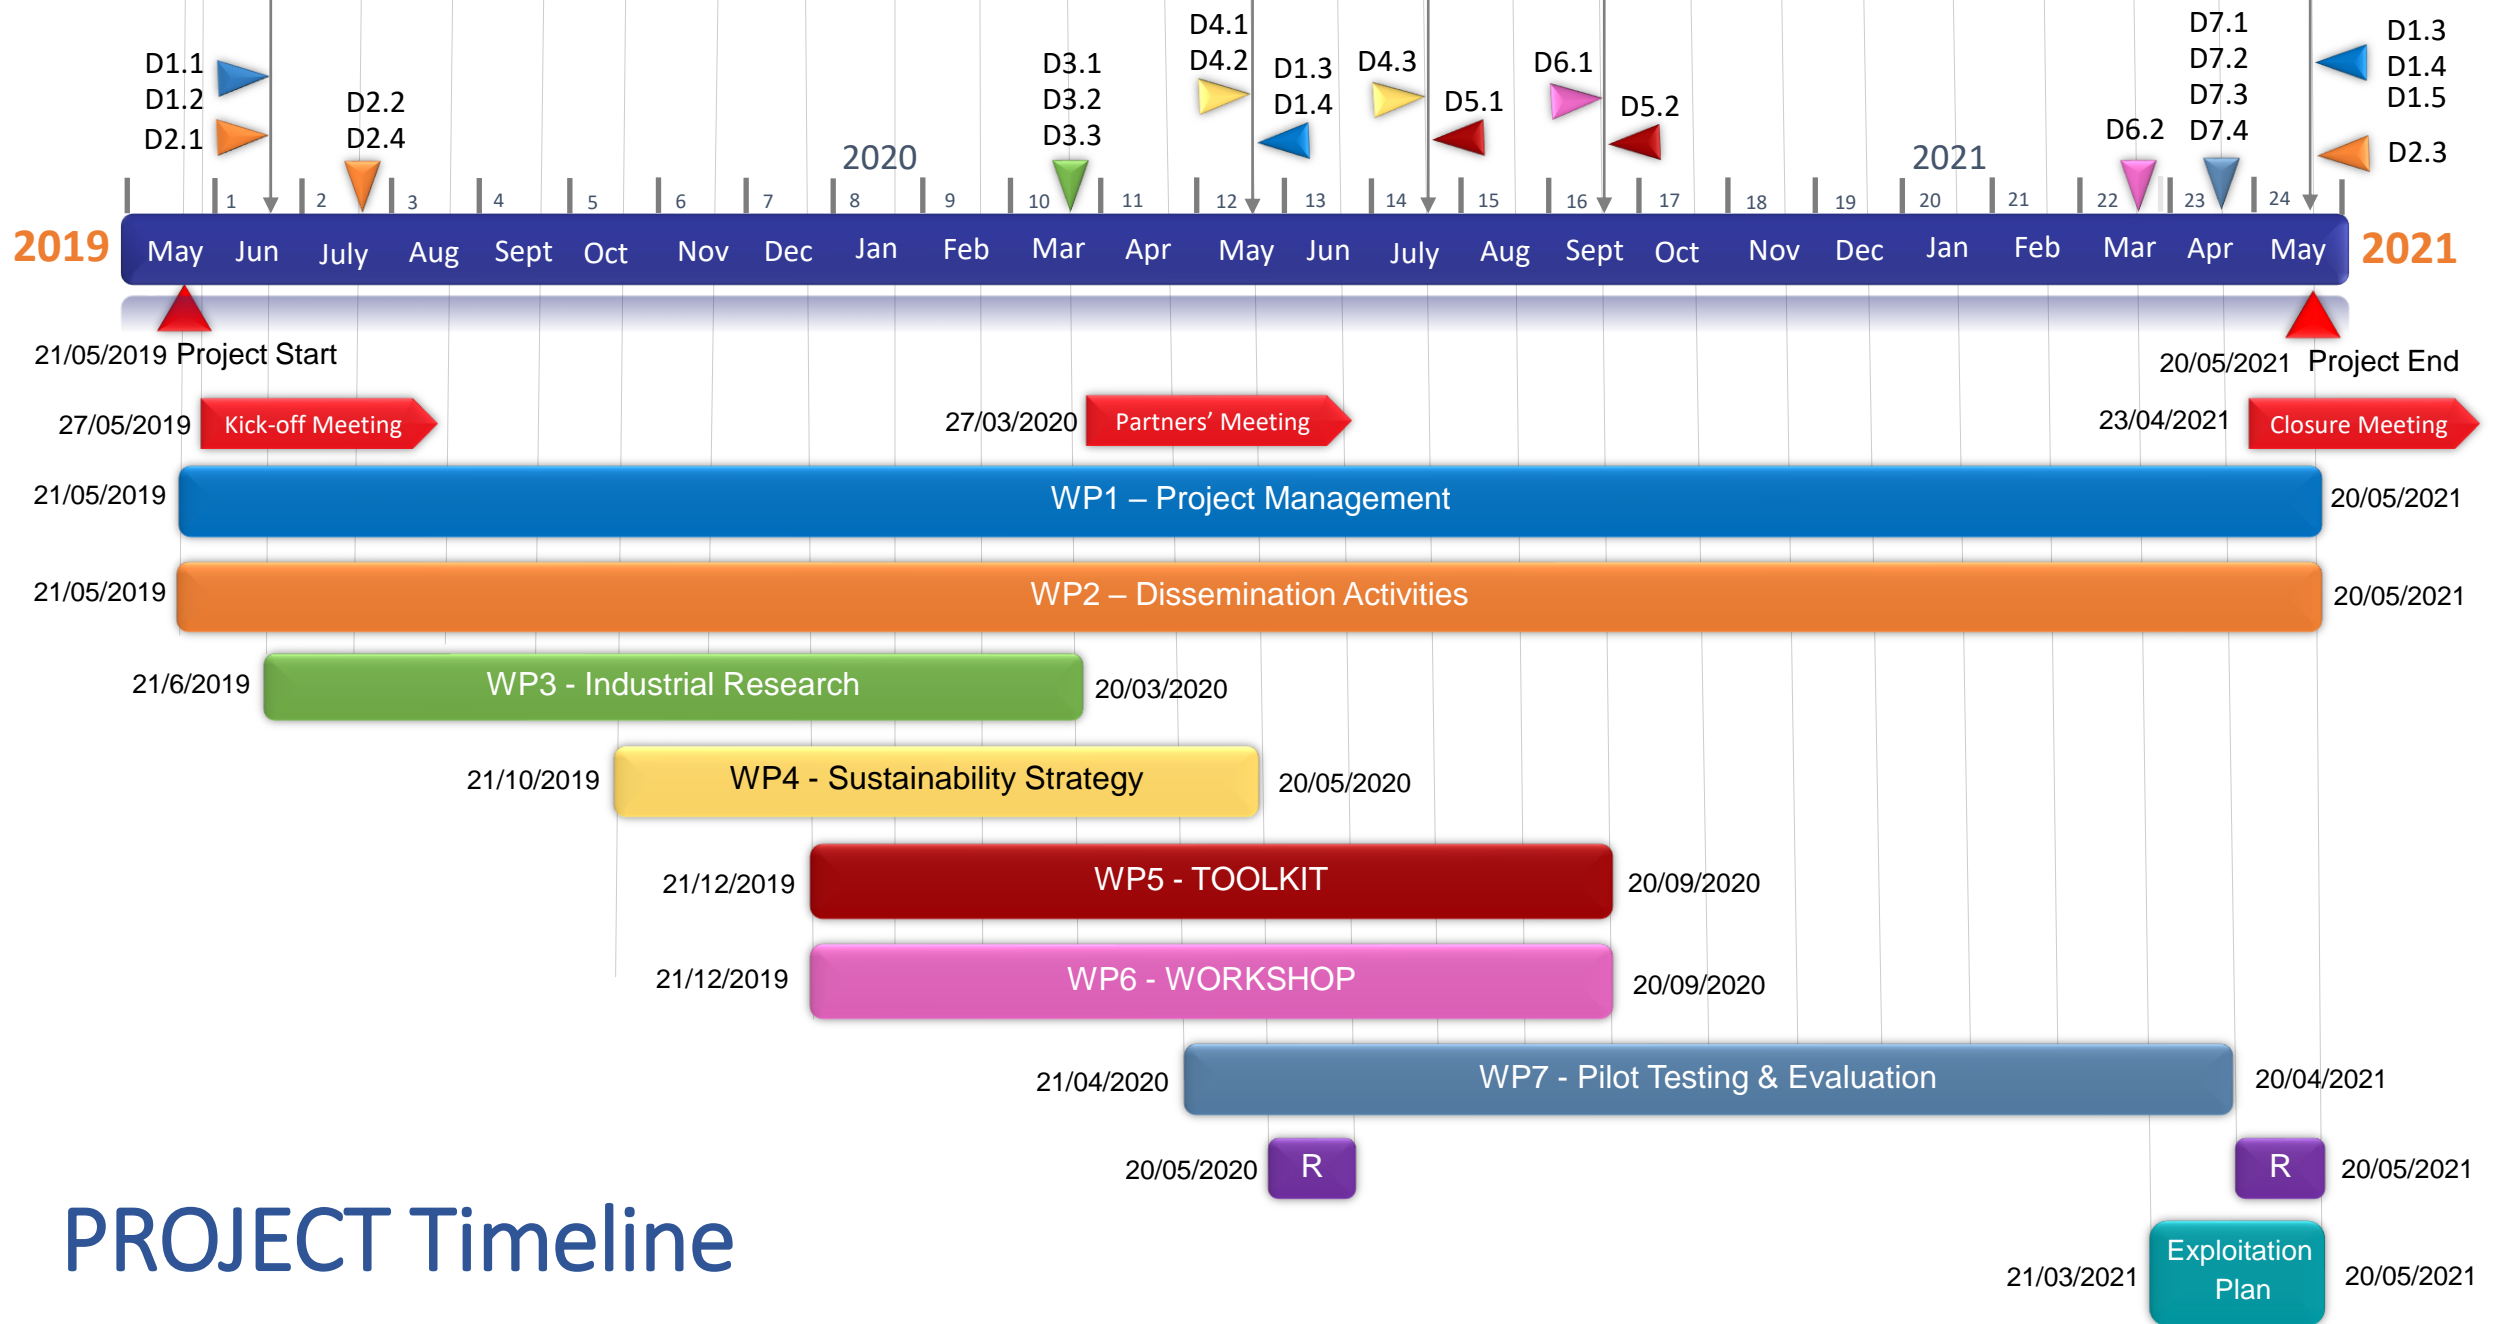 D1.1
D1.2
D2.1
D2.2
D2.4
D3.1
D3.2
D3.3
D4.1
D4.2
D1.3
D1.4
D4.3
D5.1
D6.1
D5.2
D6.2
D7.1
D7.2
D7.3
D7.4
D1.3
D1.4
D1.5
D2.3
2020
2021
1 2 3 4 5 6 7 8 9 10 11 12 13 14 15 16 17 18 19 20 21 22 23 24
2019 May Jun July Aug Sept Oct Nov Dec Jan Feb Mar Apr May Jun July Aug Sept Oct Nov Dec Jan Feb Mar Apr May 2021
21/05/2019 Project Start
20/05/2021 Project End
27/05/2019 Kick-off Meeting
27/03/2020 Partners’ Meeting
23/04/2021 Closure Meeting
21/05/2019 WP1 – Project Management 20/05/2021
21/05/2019 WP2 – Dissemination Activities 20/05/2021
21/6/2019 WP3 - Industrial Research 20/03/2020
21/10/2019 WP4 - Sustainability Strategy 20/05/2020
21/12/2019 WP5 - TOOLKIT 20/09/2020
21/12/2019 WP6 - WORKSHOP 20/09/2020
21/04/2020 WP7 - Pilot Testing & Evaluation 20/04/2021
20/05/2020 R
R 20/05/2021
PROJECT Timeline
Exploitation
Plan
21/03/2021 20/05/2021